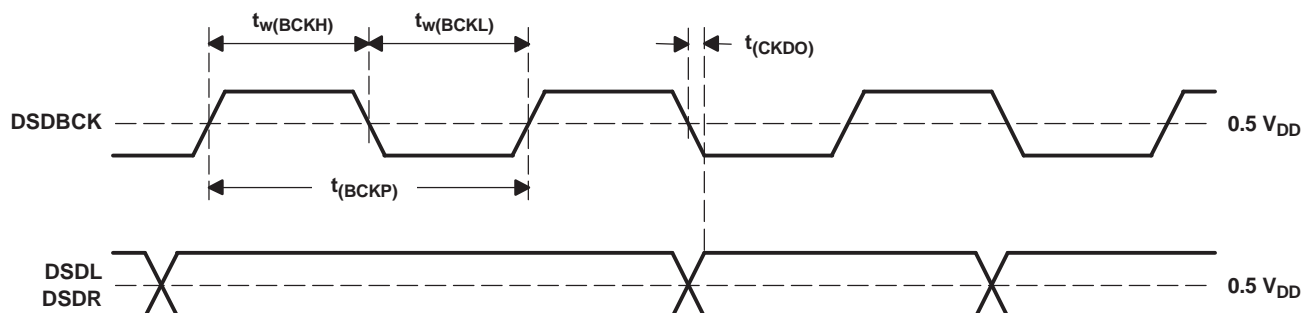 tw(BCKH)
tw(BCKL)
t(CKDO)
DSDBCK
0.5 VDD
t(BCKP)
DSDL
DSDR
0.5 VDD